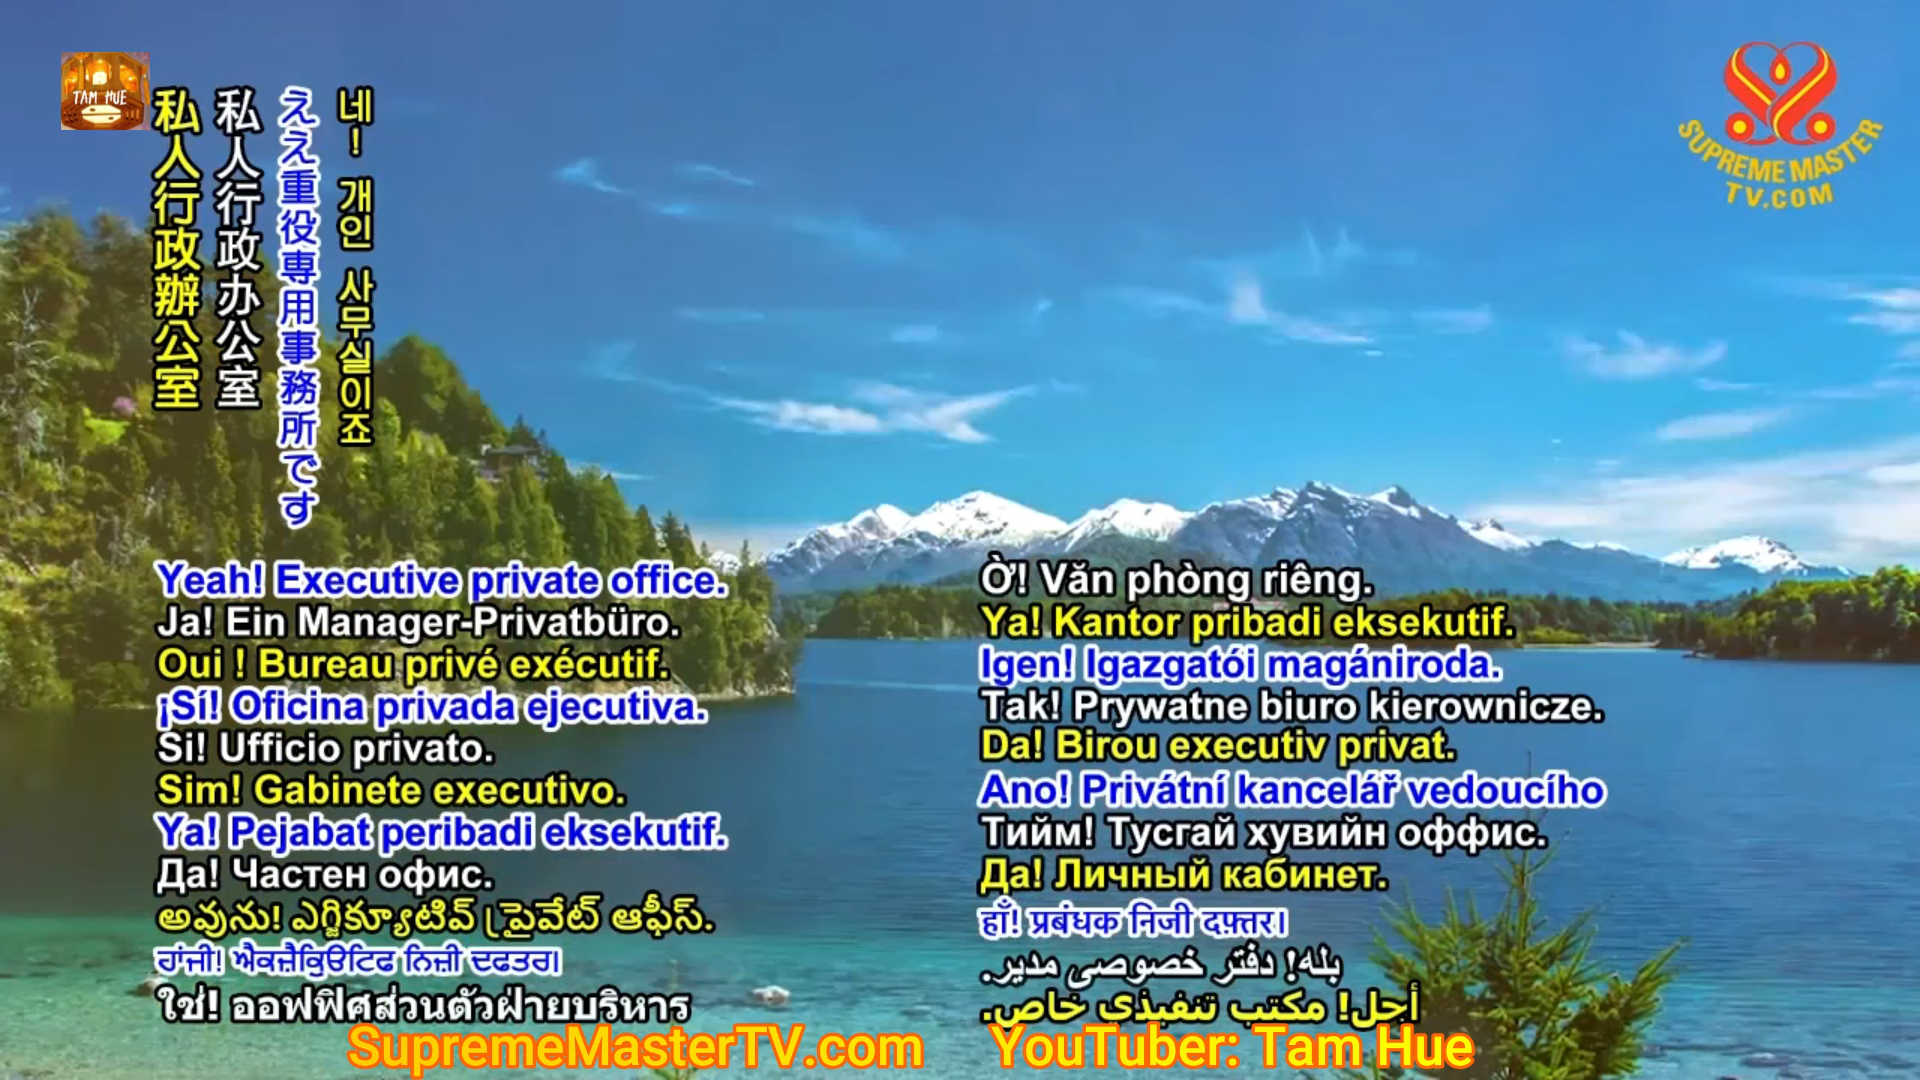 TAM HUE
私人行政辦公室
私人行政办公室
ええ重役専用事務所です
네! 개인 사무실이죠
SUPREME MASTER
TV.COM
Yeah! Executive private office.
Ja! Ein Manager-Privatbüro.
Oui ! Bureau privé exécutif.
¡Sí! Oficina privada ejecutiva.
Si! Ufficio privato.
Sim! Gabinete executivo.
Ya! Pejabat peribadi eksekutif.
Да! Частен офис.
అవును! ఎగ్జిక్యూటివ్ ప్రైవేట్ ఆఫీస్.
ਹਾਂਜੀ! ਐਕਜ਼ੈਕਿਊਟਿਫ ਨਿਜ਼ੀ ਦਫਤਰ।
ใช่! ออฟฟิศส่วนตัวฝ่ายบริหาร
Ờ! Văn phòng riêng.
Ya! Kantor pribadi eksekutif.
Igen! Igazgatói magániroda.
Tak! Prywatne biuro kierownicze.
Da! Birou executiv privat.
Ano! Privátní kancelář vedoucího
Тийм! Тусгай хувийн оффис.
Да! Личный кабинет.
हाँ! प्रबंधक निजी दफ़्तर।
بله! دفتر خصوصی مدیر.
أجل! مكتب تنفيذي خاص.
SupremeMasterTV.com
YouTuber: Tam Hue